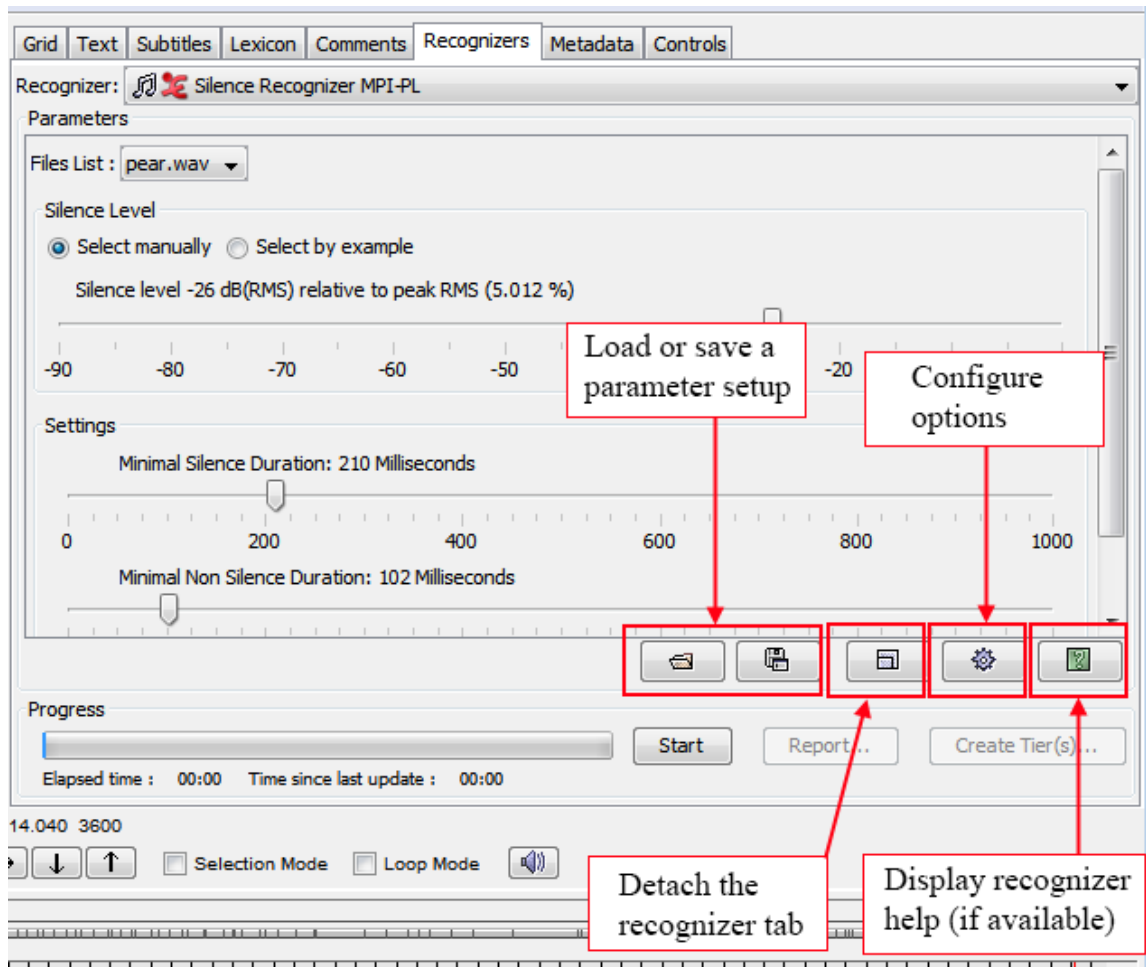 Grid Text Subtitles Lexicon Comments Recognizers Metadata Controls
Recognizer: Silence Recognizer MPI-PL
Parameters
Files List : pear.wav
Silence Level
Select manually Select by example
Silence level -26 dB(RMS) relative to peak RMS (5.012 %)
-90 -80 -70 -60 -50 -20
Load or save a
parameter setup
Configure
options
Settings
Minimal Silence Duration: 210 Milliseconds
0 200 400 600 800 1000
Minimal Non Silence Duration: 102 Milliseconds
Progress
Start Report... Create Tier(s)...
Elapsed time : 00:00 Time since last update : 00:00
14.040 3600
Selection Mode Loop Mode
Detach the
recognizer tab
Display recognizer
help (if available)